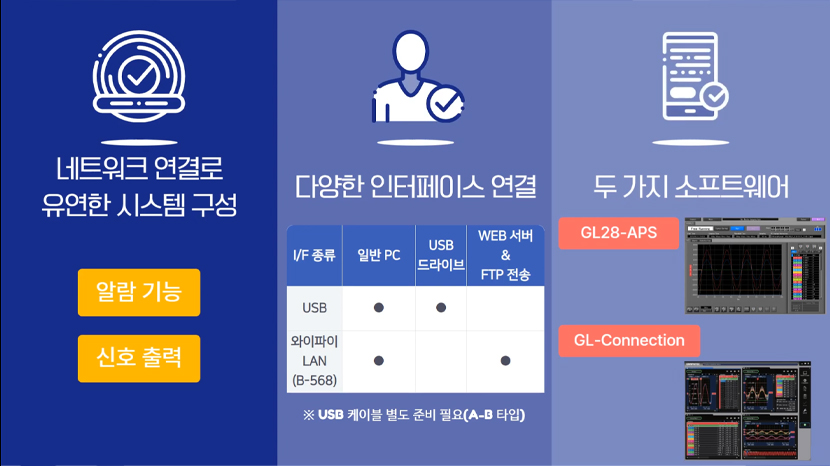 네트워크 연결로
유연한 시스템 구성
알람 기능
신호 출력
다양한 인터페이스 연결
I/F 종류
일반 PC
USB
드라이브
WEB 서버
&
FTP 전송
USB
와이파이
LAN
(B-568)
※ USB 케이블 별도 준비 필요(A-B 타입)
두 가지 소프트웨어
GL28-APS
GL-Connection